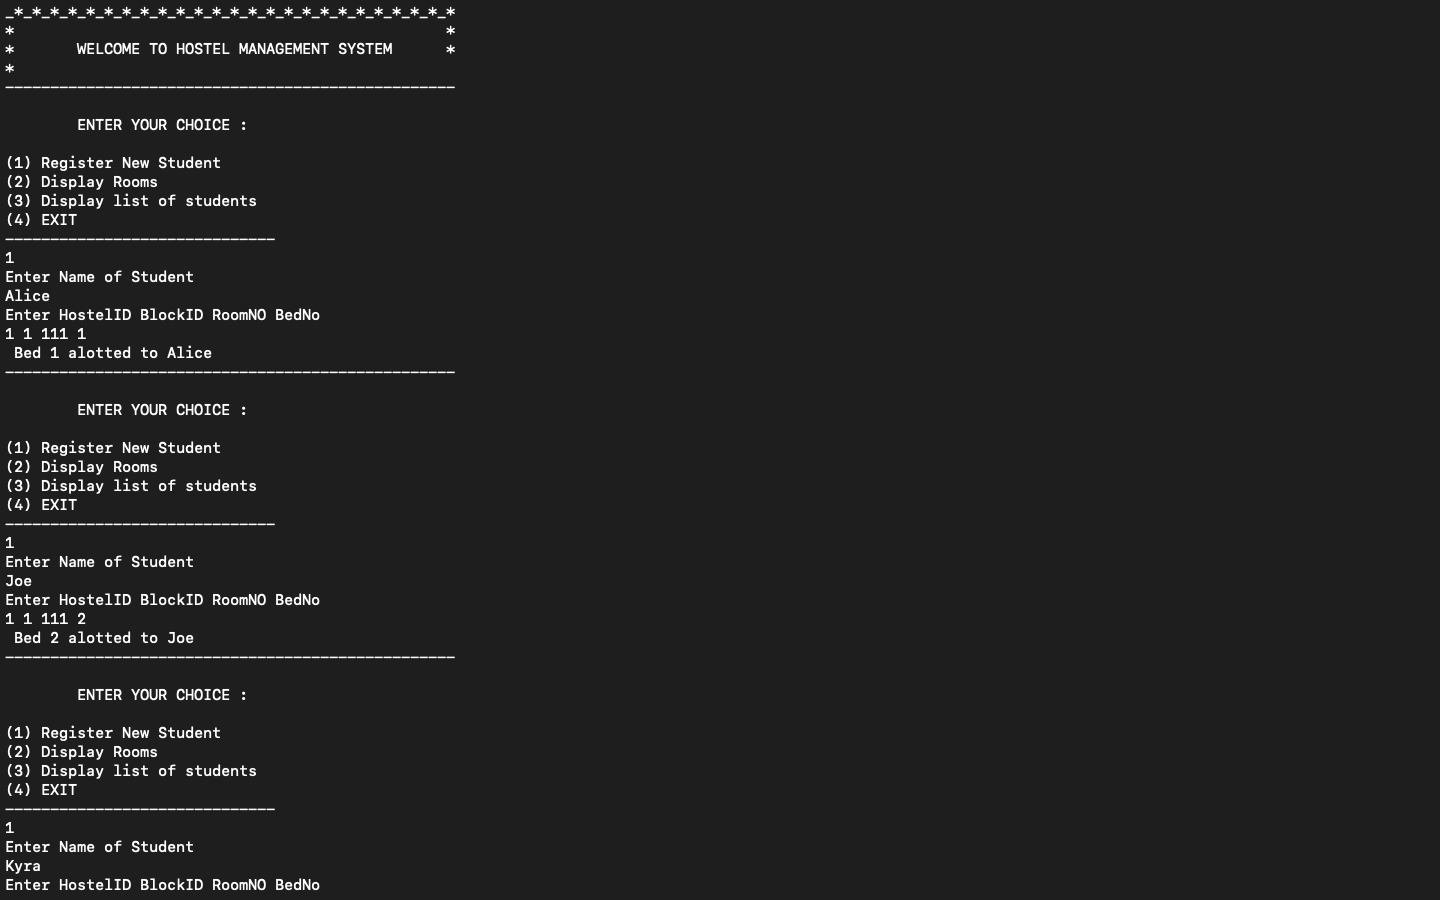 _*_*_*_*_*_*_*_*_*_*_*_*_*_*_*_*_*_*_*_*_*_*_*_*_*
*                                                *
*       WELCOME TO HOSTEL MANAGEMENT SYSTEM      *
*
--------------------------------------------------
        ENTER YOUR CHOICE :
(1) Register New Student
(2) Display Rooms
(3) Display list of students
(4) EXIT
------------------------------
1
Enter Name of Student
Alice
Enter HostelID BlockID RoomNO BedNo
1 1 111 1
 Bed 1 alotted to Alice
--------------------------------------------------
        ENTER YOUR CHOICE :
(1) Register New Student
(2) Display Rooms
(3) Display list of students
(4) EXIT
------------------------------
1
Enter Name of Student
Joe
Enter HostelID BlockID RoomNO BedNo
1 1 111 2
 Bed 2 alotted to Joe
--------------------------------------------------
        ENTER YOUR CHOICE :
(1) Register New Student
(2) Display Rooms
(3) Display list of students
(4) EXIT
------------------------------
1
Enter Name of Student
Kyra
Enter HostelID BlockID RoomNO BedNo